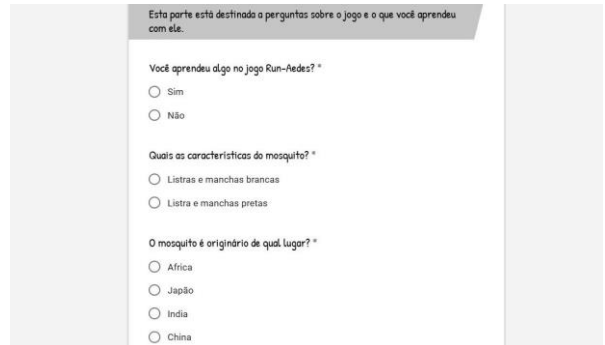 Esta parte está destinada a perguntas sobre o jogo e o que você aprendeu
com ele.
Você aprendeu algo no jogo Run-Aedes? *
Sim
Não
Quais as características do mosquito? *
Listras e manchas brancas
Listra e manchas pretas
O mosquito é originário de qual lugar? *
Africa
Japão
India
China